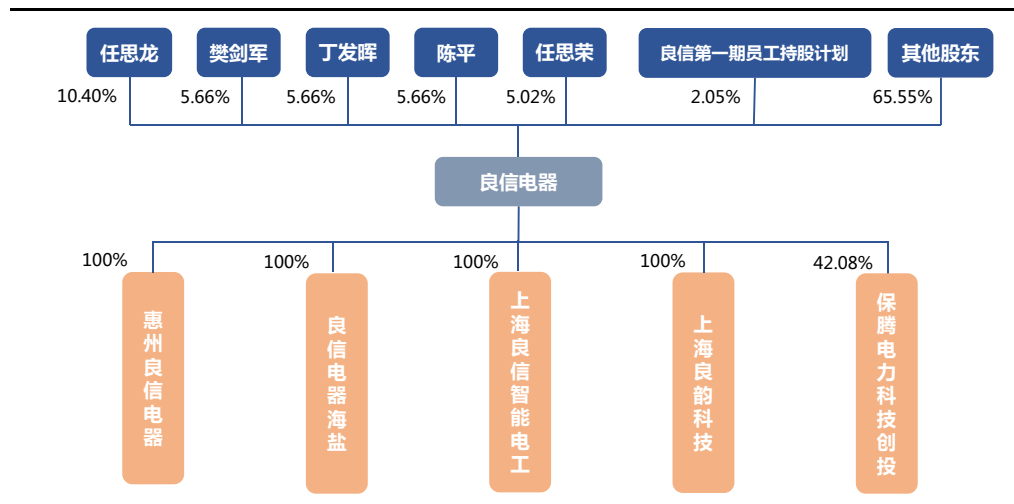 任思龙
樊剑军
丁发晖
陈平
任思荣
良信第一期员工持股计划
其他股东
10.40%
5.66%
5.66%
5.66%
5.02%
2.05%
65.55%
良信电器
100%
100%
100%
100%
42.08%
惠州良信电器
良信电器海盐
上海良信智能电工
上海良韵科技
保腾电力科技创投